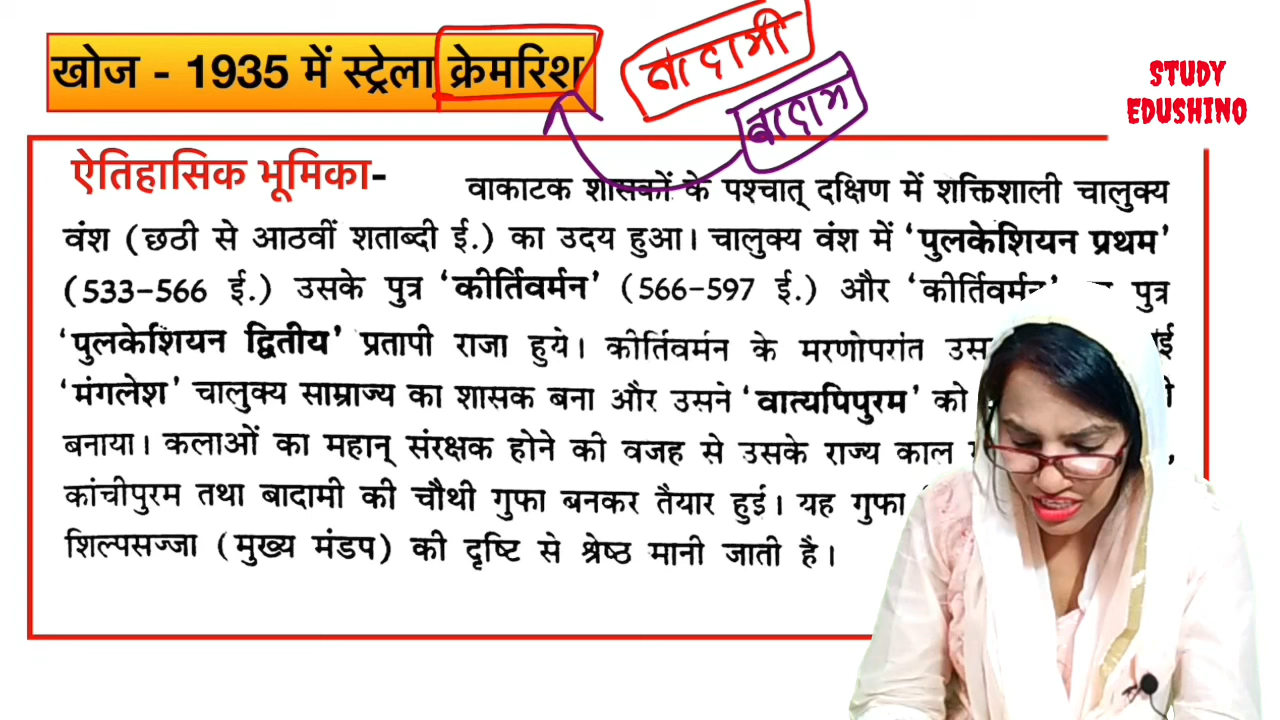 खोज - 1935 में स्ट्रेला क्रेमरिश
बादामी
बादाम
STUDY
EDUSHINO
ऐतिहासिक भूमिका-
वाकाटक शासकों के पश्चात् दक्षिण में शक्तिशाली चालुक्य
वंश (छठी से आठवीं शताब्दी ई.) का उदय हुआ। चालुक्य वंश में ‘पुलकेशियन प्रथम’
(533–566 ई.) उसके पुत्र ‘कीर्तिवर्मन’ (566–597 ई.) और ‘कीर्तिवर्मन’ पुत्र
‘पुलकेशियन द्वितीय’ प्रतापी राजा हुये। कीर्तिवर्मन के मरणोपरांत
‘मंगलेश’ चालुक्य साम्राज्य का शासक बना और उसने ‘वात्यपिपुरम’ को
बनाया। कलाओं का महान् संरक्षक होने की वजह से उसके राज्य काल
कांचीपुरम तथा बादामी की चौथी गुफा बनकर तैयार हुई। यह गुफा
शिल्पसज्जा (मुख्य मंडप) की दृष्टि से श्रेष्ठ मानी जाती है।